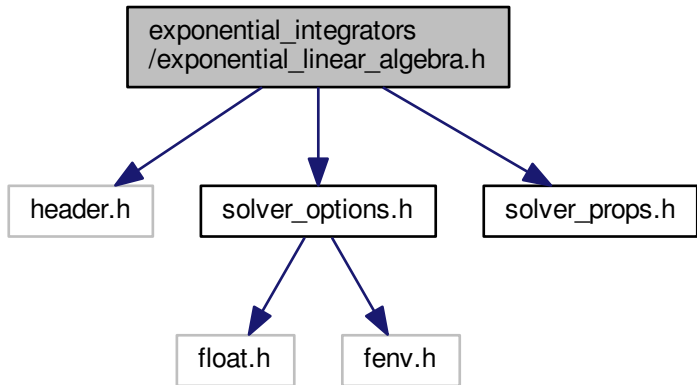 exponential_integrators
/exponential_linear_algebra.h
header.h
solver_options.h
solver_props.h
float.h
fenv.h